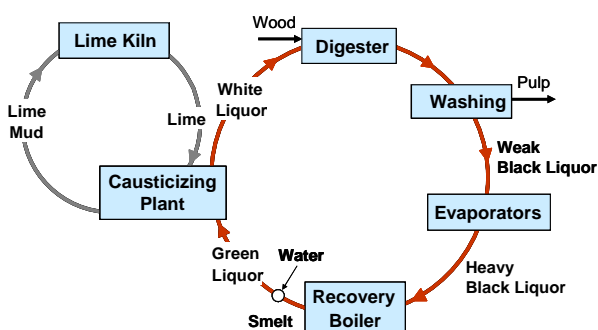 Wood
Lime Kiln
Digester
White
Liquor
Washing
Pulp
Lime
Mud
Lime
Weak
Black Liquor
Causticizing
Plant
Evaporators
Green
Liquor
Water
Heavy
Black Liquor
Smelt
Recovery
Boiler